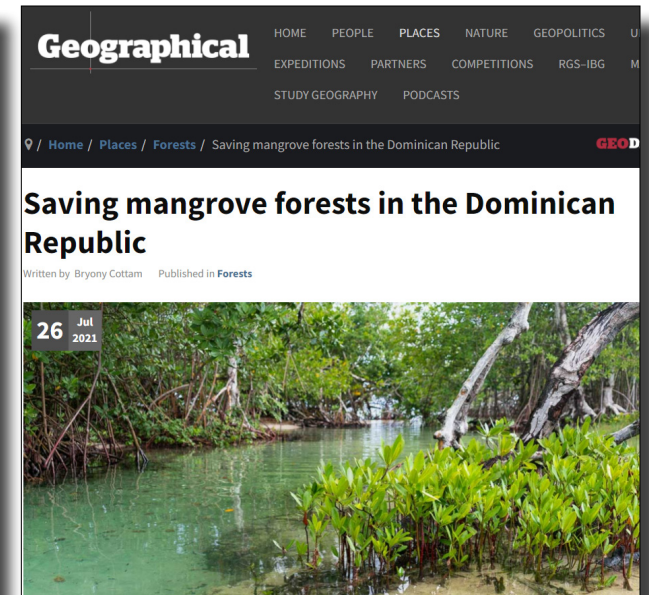 Geographical
HOME PEOPLE PLACES NATURE GEOPOLITICS
EXPEDITIONS PARTNERS COMPETITIONS RGS–IBG
STUDY GEOGRAPHY PODCASTS
/ Home / Places / Forests / Saving mangrove forests in the Dominican Republic
GEOD
Saving mangrove forests in the Dominican
Republic
Written by Bryony Cottam Published in Forests
26 Jul
2021